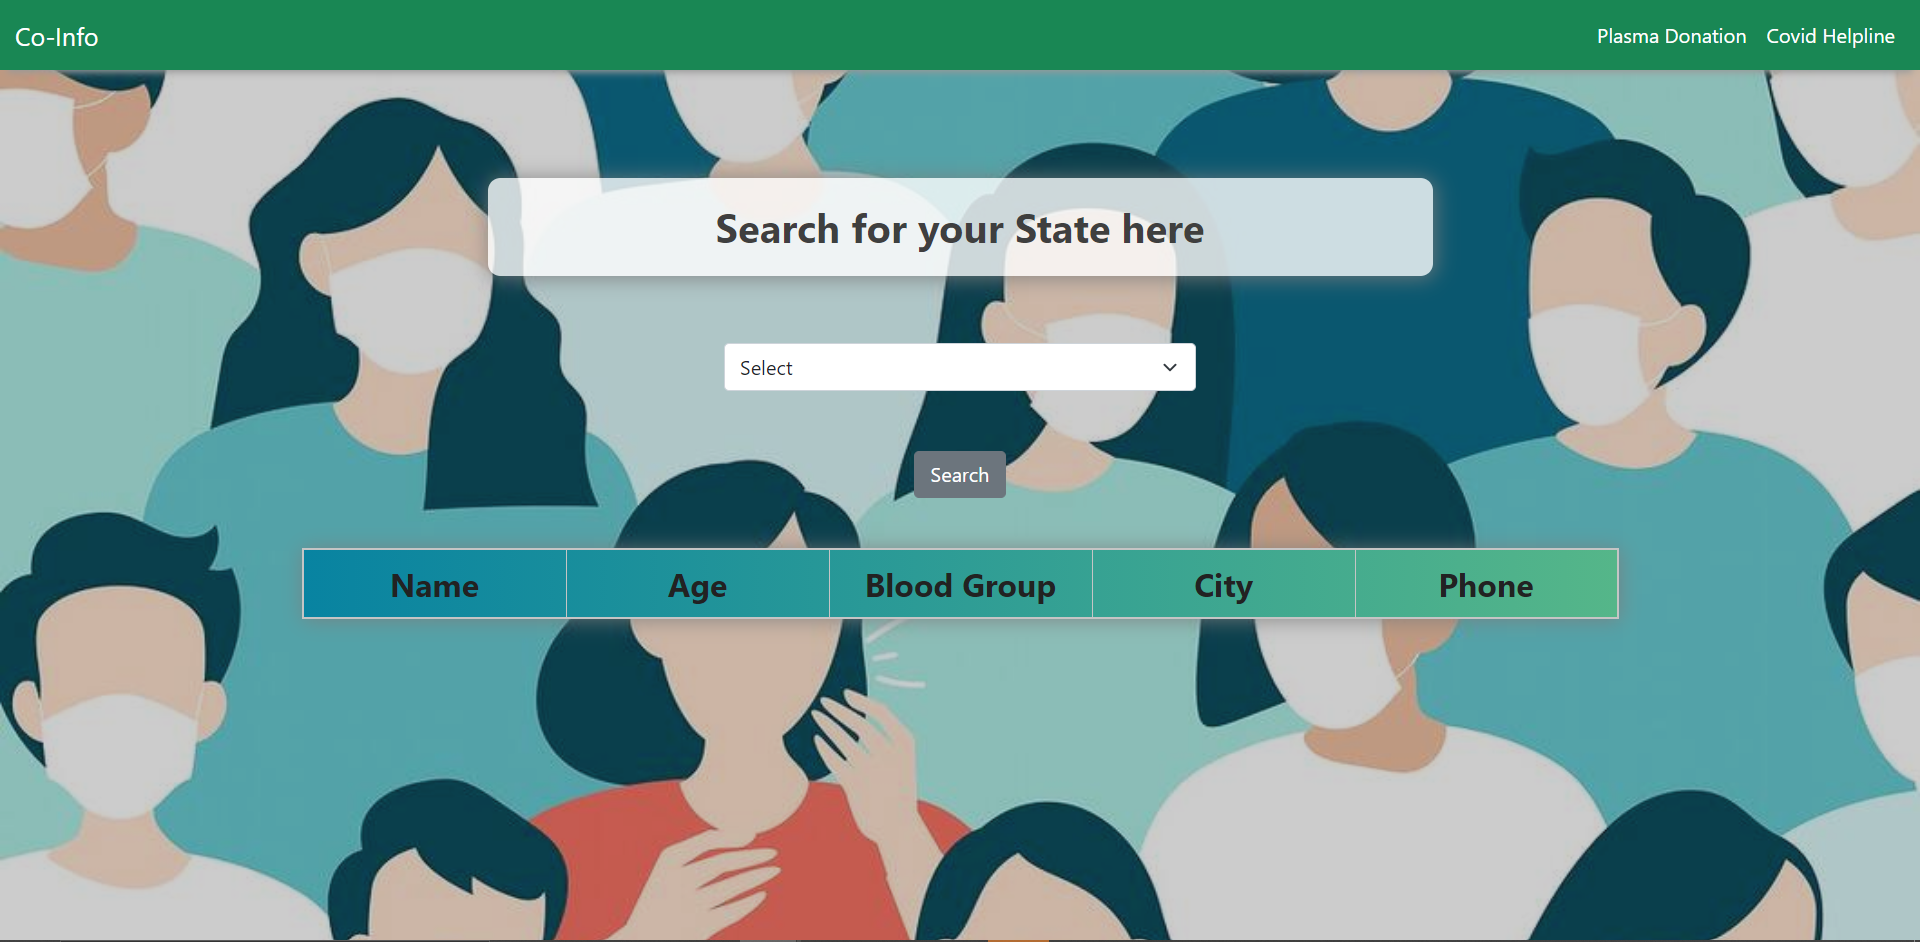 Co-Info Plasma Donation Covid Helpline
Search for your State here
Select
Search
Name Age Blood Group City Phone